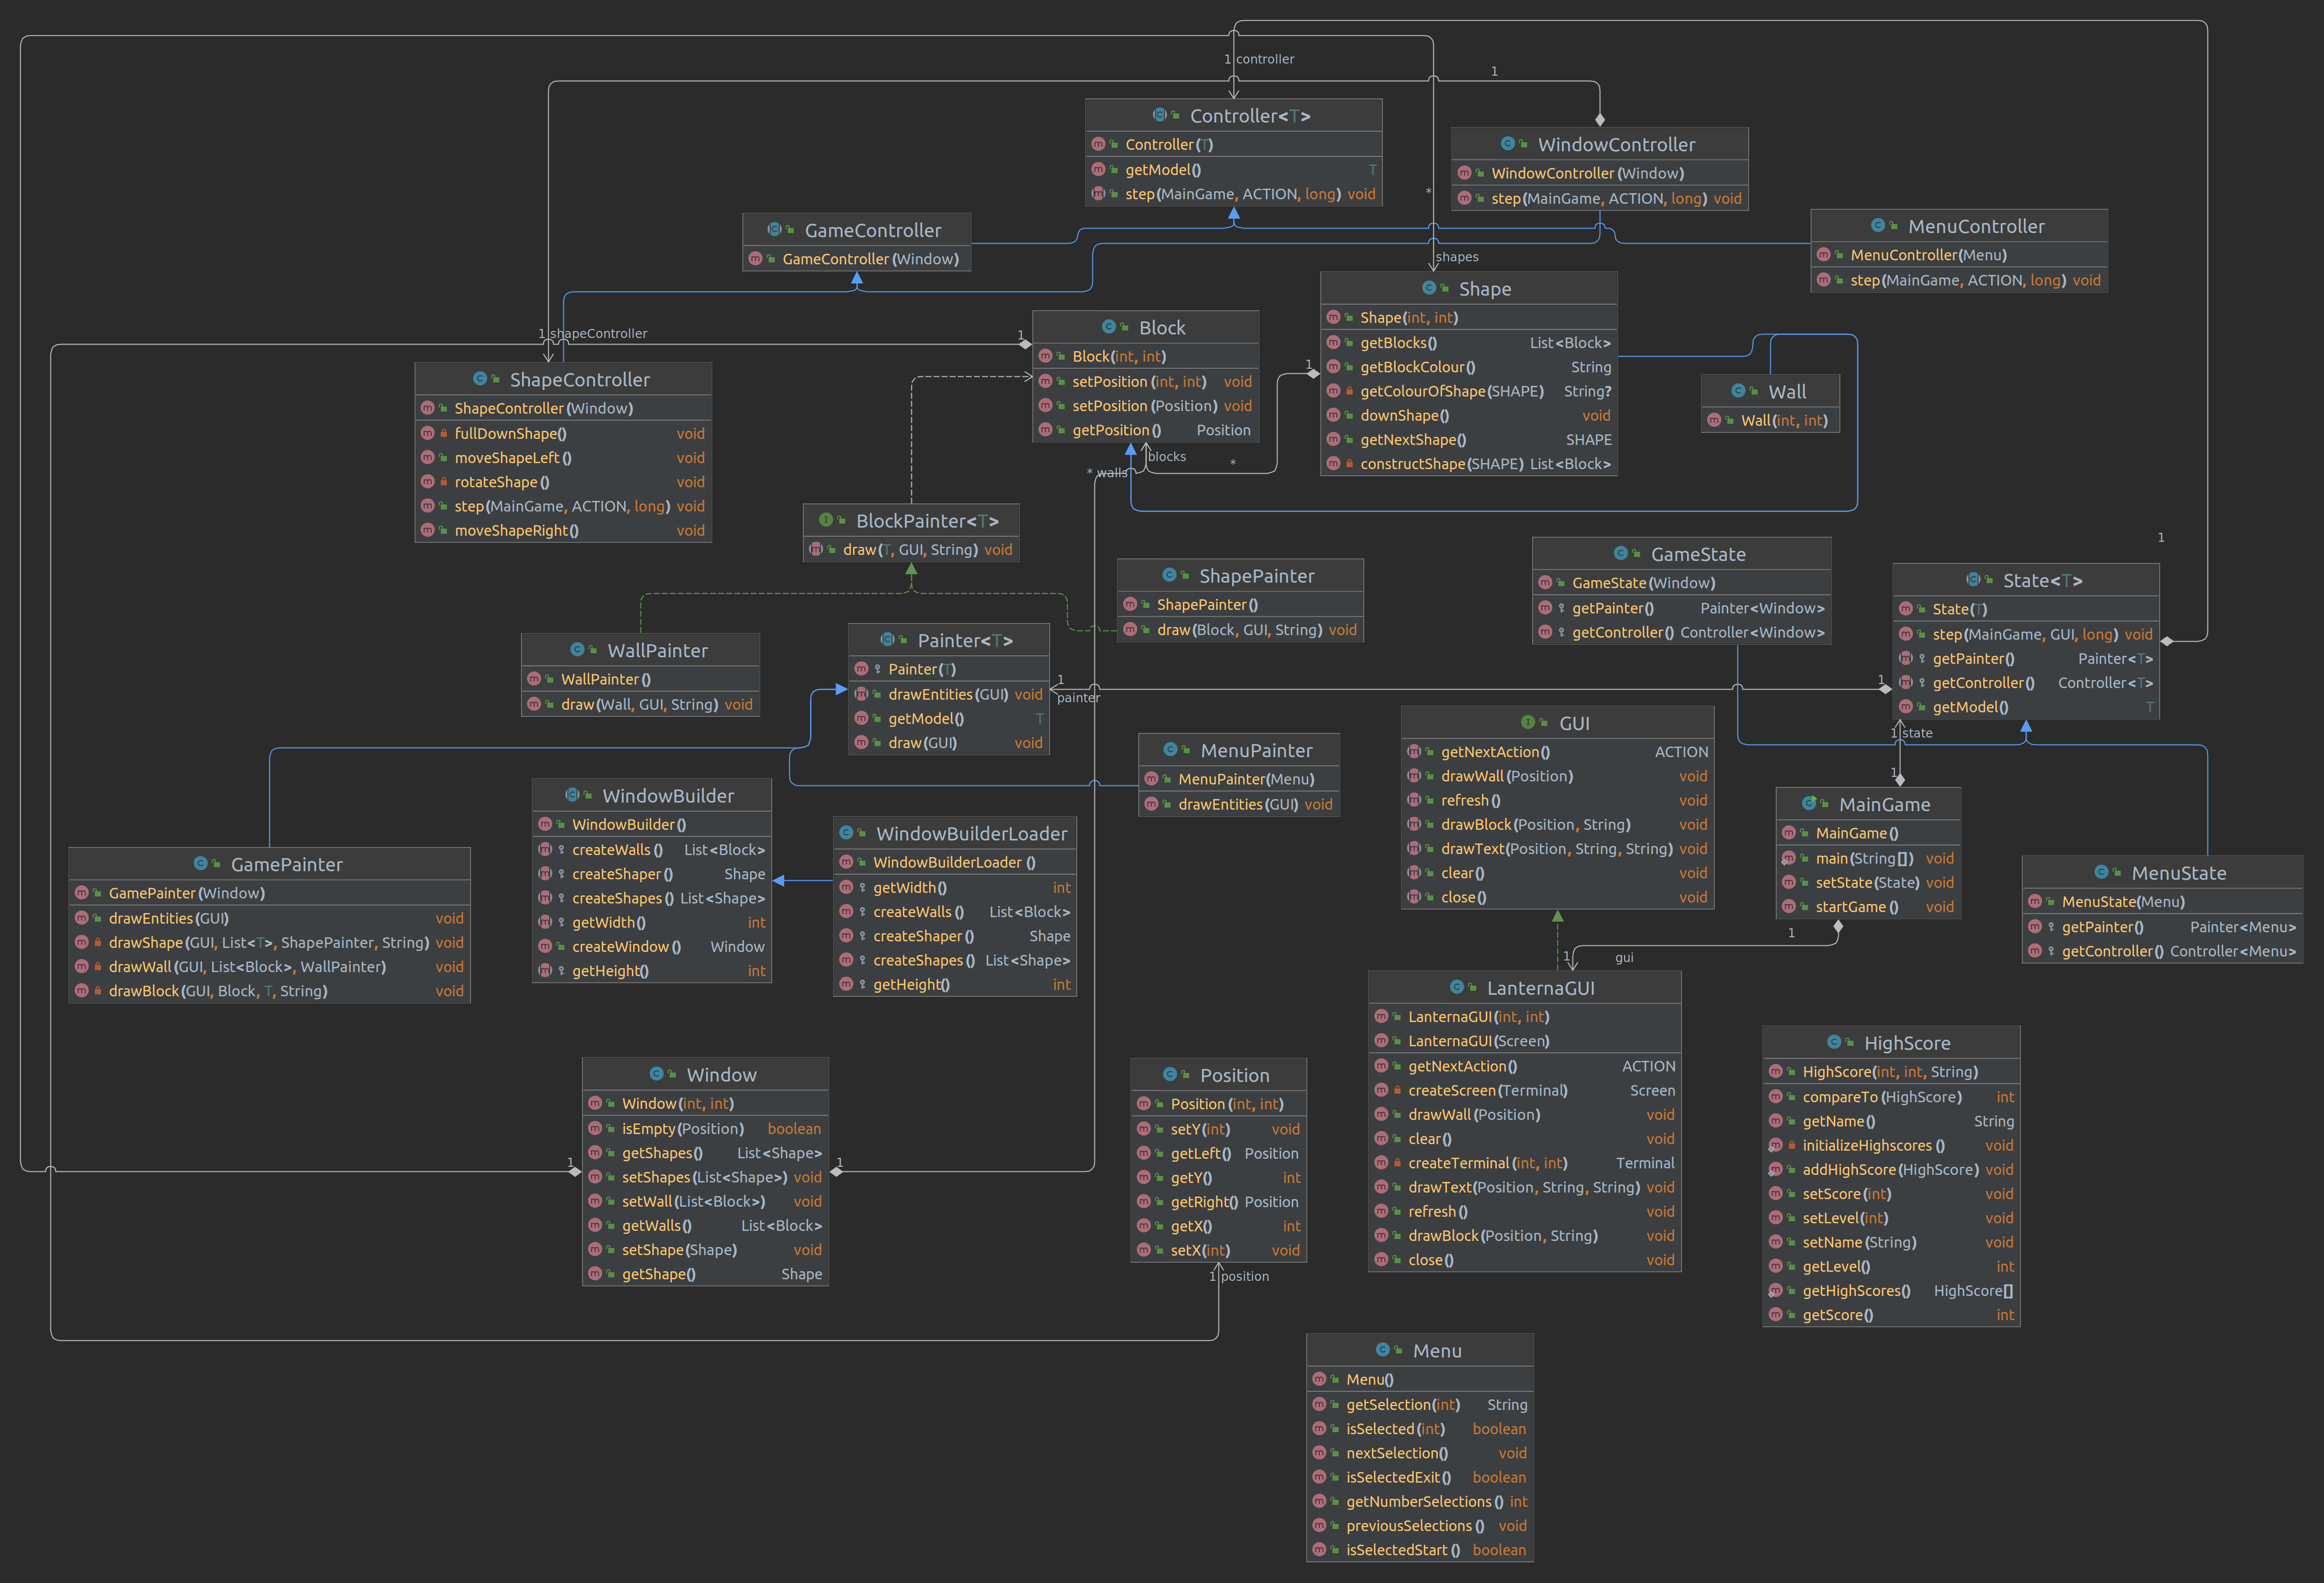 1 controller
1
Controller<T>
Controller(T)
getModel() T
step(MainGame, ACTION, long) void
WindowController
WindowController(Window)
step(MainGame, ACTION, long) void
*
GameController
GameController(Window)
MenuController
MenuController(Menu)
step(MainGame, ACTION, long) void
shapes
Shape
Shape(int, int)
getBlocks() List<Block>
getBlockColour() String
getColourOfShape(SHAPE) String?
downShape() void
getNextShape() SHAPE
constructShape(SHAPE) List<Block>
1
1 shapeController
1
Block
Block(int, int)
setPosition(int, int) void
setPosition(Position) void
getPosition() Position
ShapeController
ShapeController(Window)
fullDownShape() void
moveShapeLeft() void
rotateShape() void
step(MainGame, ACTION, long) void
moveShapeRight() void
Wall
Wall(int, int)
blocks
*
* walls
BlockPainter<T>
draw(T, GUI, String) void
ShapePainter
ShapePainter()
draw(Block, GUI, String) void
GameState
GameState(Window)
getPainter() Painter<Window>
getController() Controller<Window>
1
State<T>
State(T)
step(MainGame, GUI, long) void
getPainter() Painter<T>
getController() Controller<T>
getModel() T
WallPainter
WallPainter()
draw(Wall, GUI, String) void
Painter<T>
Painter(T)
drawEntities(GUI) void
getModel() T
draw(GUI) void
1
painter
1
GUI
getNextAction() ACTION
drawWall(Position) void
refresh() void
drawBlock(Position, String) void
drawText(Position, String, String) void
clear() void
close() void
1 state
1
MenuPainter
MenuPainter(Menu)
drawEntities(GUI) void
MainGame
MainGame()
main(String[]) void
setState(State) void
startGame() void
WindowBuilder
WindowBuilder()
createWalls() List<Block>
createShaper() Shape
createShapes() List<Shape>
getWidth() int
createWindow() Window
getHeight() int
WindowBuilderLoader
WindowBuilderLoader()
getWidth() int
createWalls() List<Block>
createShaper() Shape
createShapes() List<Shape>
getHeight() int
GamePainter
GamePainter(Window)
drawEntities(GUI) void
drawShape(GUI, List<T>, ShapePainter, String) void
drawWall(GUI, List<Block>, WallPainter) void
drawBlock(GUI, Block, T, String) void
MenuState
MenuState(Menu)
getPainter() Painter<Menu>
getController() Controller<Menu>
1
1
gui
LanternaGUI
LanternaGUI(int, int)
LanternaGUI(Screen)
getNextAction() ACTION
createScreen(Terminal) Screen
drawWall(Position) void
clear() void
createTerminal(int, int) Terminal
drawText(Position, String, String) void
refresh() void
drawBlock(Position, String) void
close() void
HighScore
HighScore(int, int, String)
compareTo(HighScore) int
getName() String
initializeHighscores() void
addHighScore(HighScore) void
setScore(int) void
setLevel(int) void
setName(String) void
getLevel() int
getHighScores() HighScore[]
getScore() int
1
Window
Window(int, int)
isEmpty(Position) boolean
getShapes() List<Shape>
setShapes(List<Shape>) void
setWall(List<Block>) void
getWalls() List<Block>
setShape(Shape) void
getShape() Shape
1
Position
Position(int, int)
setY(int) void
getLeft() Position
getY() int
getRight() Position
getX() int
setX(int) void
1 position
Menu
Menu()
getSelection(int) String
isSelected(int) boolean
nextSelection() void
isSelectedExit() boolean
getNumberSelections() int
previousSelections() void
isSelectedStart() boolean